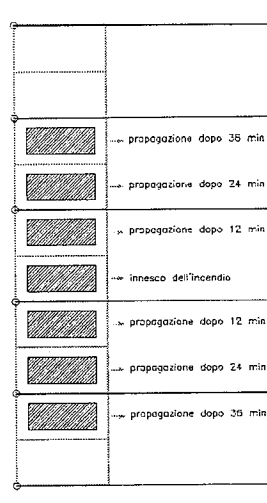 propagazione dopo 36 min
propagazione dopo 24 min
propagazione dopo 12 min
innesco dell'incendio
propagazione dopo 12 min
propagazione dopo 24 min
propagazione dopo 36 min